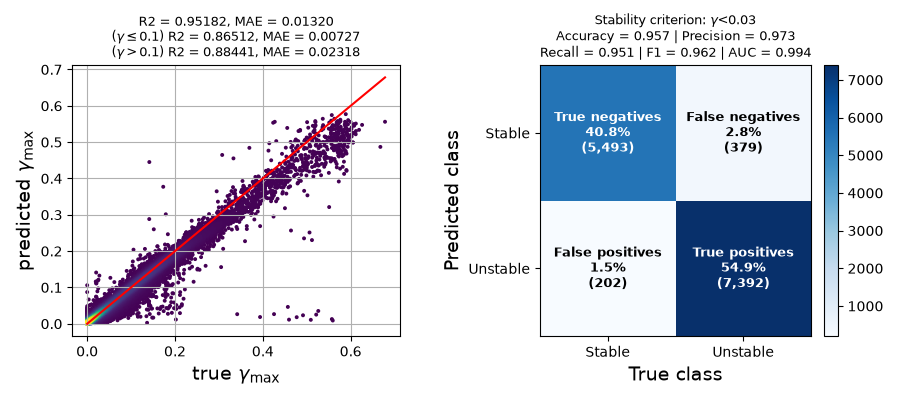 R2 = 0.95182, MAE = 0.01320
(γ ≤ 0.1) R2 = 0.86512, MAE = 0.00727
(γ > 0.1) R2 = 0.88441, MAE = 0.02318
0.7
0.6
0.5
0.4
0.3
0.2
0.1
0.0
predicted γmax
0.0 0.2 0.4 0.6
true γmax
Stability criterion: γ<0.03
Accuracy = 0.957 | Precision = 0.973
Recall = 0.951 | F1 = 0.962 | AUC = 0.994
Predicted class
Stable
Unstable
True negatives
40.8%
(5,493)
False negatives
2.8%
(379)
False positives
1.5%
(202)
True positives
54.9%
(7,392)
Stable Unstable
True class
7000
6000
5000
4000
3000
2000
1000